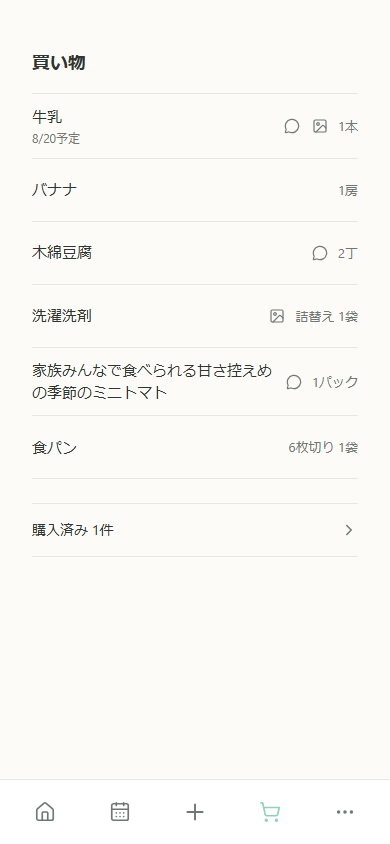 買い物
牛乳
8/20予定
1本
バナナ
1房
木綿豆腐
2丁
洗濯洗剤
詰替え 1袋
家族みんなで食べられる甘さ控えめ
の季節のミニトマト
1パック
食パン
6枚切り 1袋
購入済み 1件